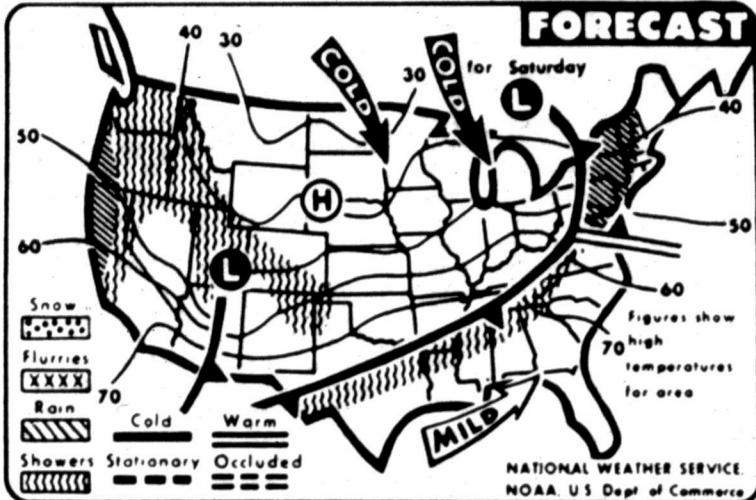 FORECAST
for Saturday
COLD
COLD
L
H
L
40
30
30
40
50
50
60
60
70
70
Figures show
high
temperatures
for area
MILD
Snow
Flurries
Rain
Showers
Cold
Warm
Stationary
Occluded
NATIONAL WEATHER SERVICE.
NOAA, U.S. Dept of Commerce